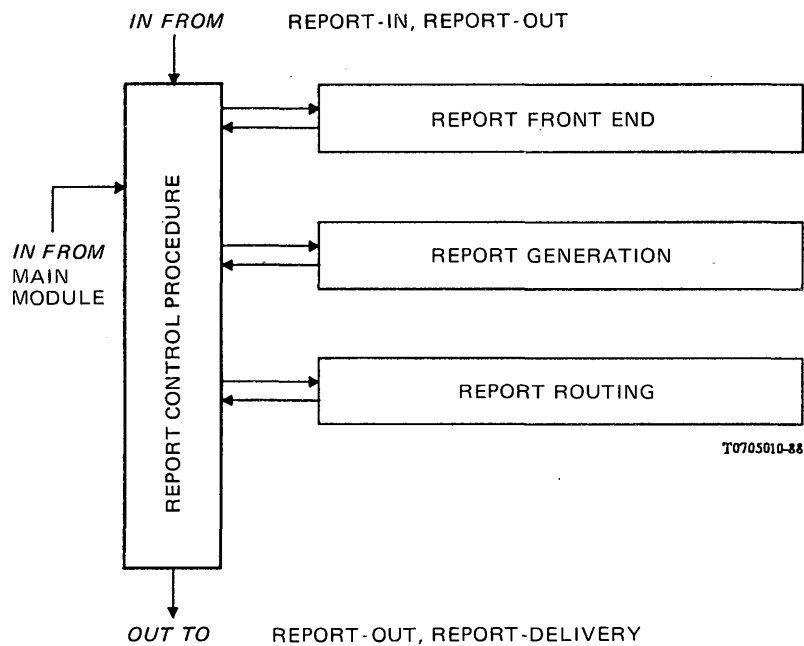 IN FROM REPORT-IN, REPORT-OUT
REPORT FRONT END
IN FROM
MAIN
MODULE
REPORT CONTROL PROCEDURE
REPORT GENERATION
REPORT ROUTING
T0705010-88
OUT TO REPORT-OUT, REPORT-DELIVERY